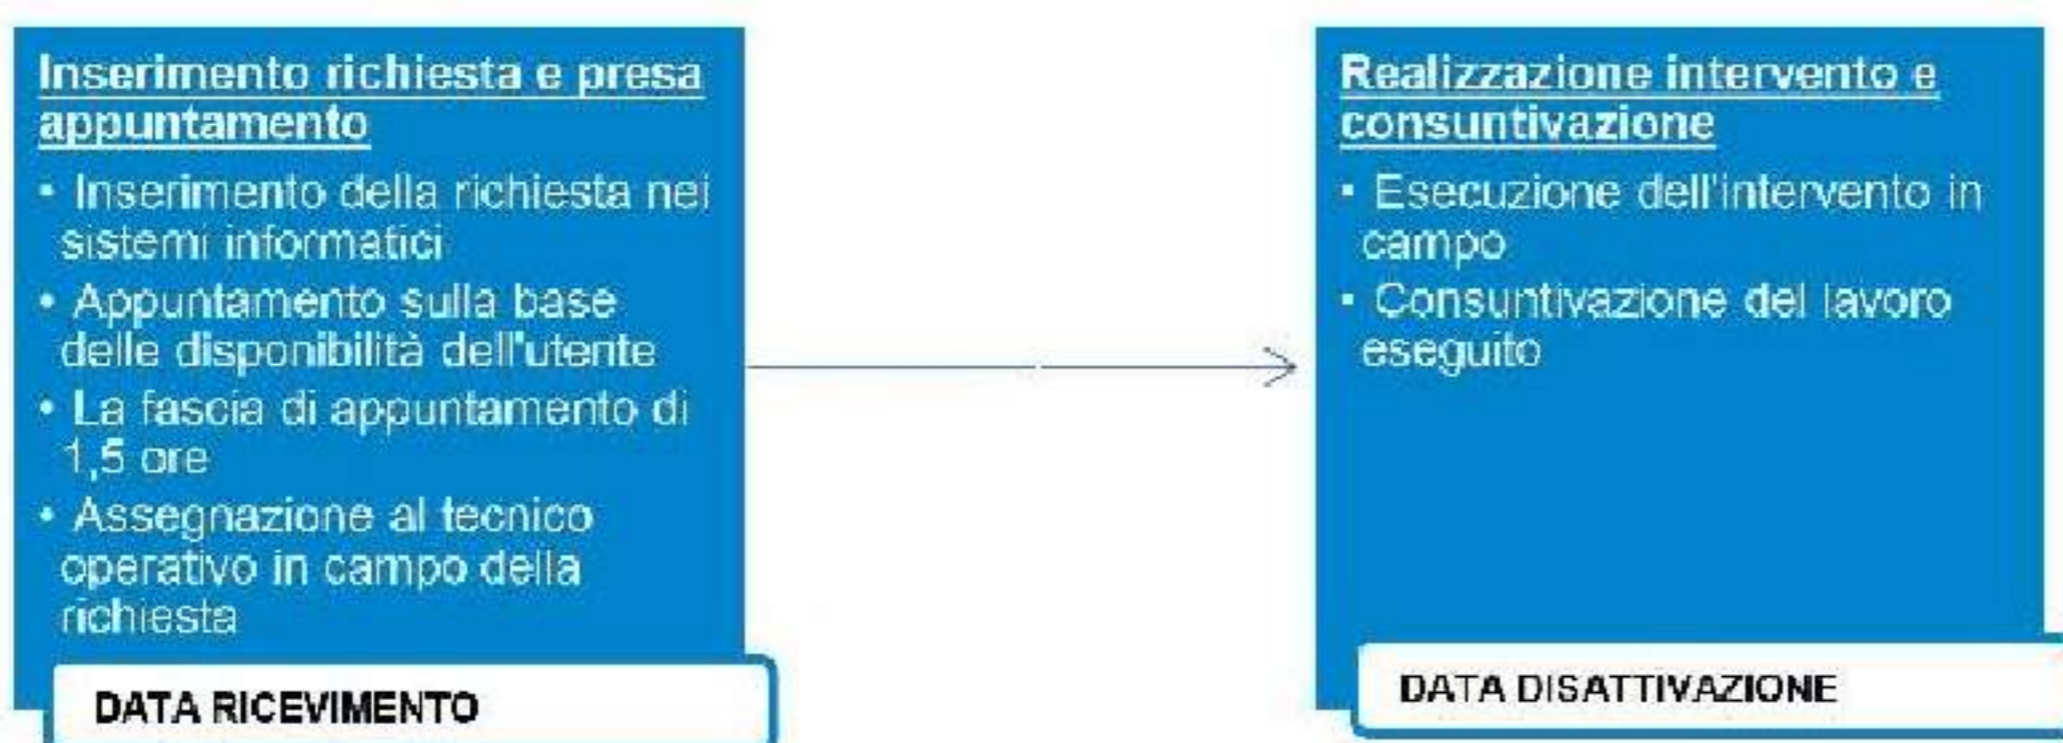 Inserimento richiesta e presa
appuntamento
• Inserimento della richiesta nei
sistemi informatici
• Appuntamento sulla base
delle disponibilità dell'utente
• La fascia di appuntamento di
1,5 ore
• Assegnazione al tecnico
operativo in campo della
richiesta
DATA RICEVIMENTO
Realizzazione intervento e
consuntivazione
• Esecuzione dell'intervento in
campo
• Consuntivazione del lavoro
eseguito
DATA DISATTIVAZIONE